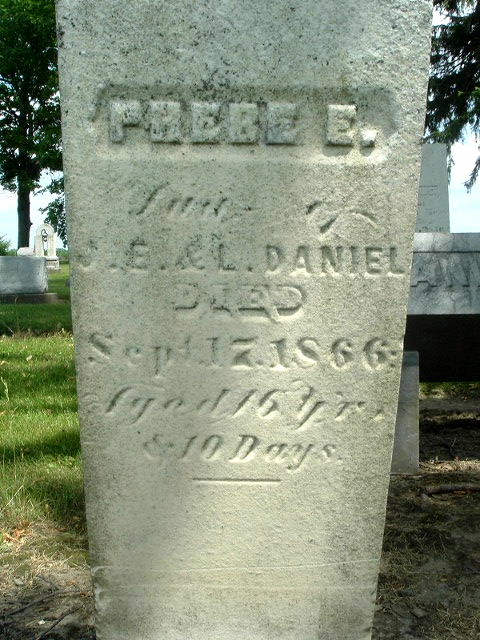 PHEBE E.
Dau. of
J. E. & L. DANIEL
DIED
Sept. 17. 1866.
Aged 16 Yrs.
& 10 Days.